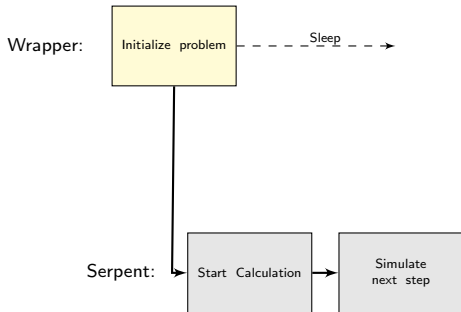 Wrapper:
Initialize problem
Sleep
Serpent:
Start Calculation
Simulate
next step